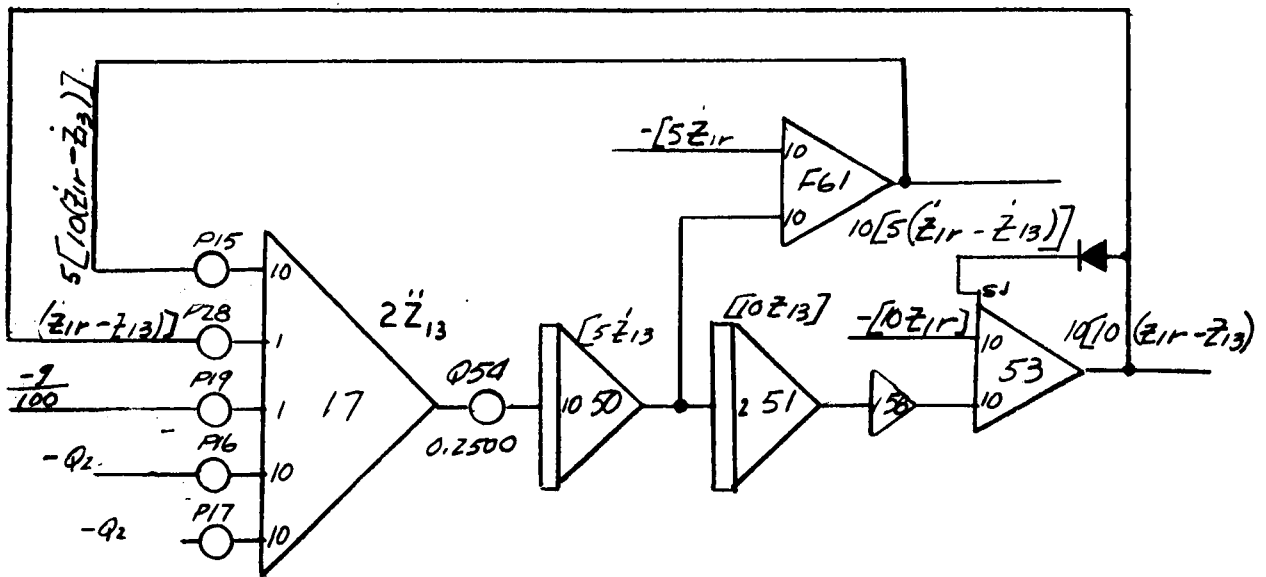 5[10(ż1r-ż13)]
-[5ż1r
10
F61
10
10[5(ż1r-ż13)]
P15
10
(z1r-z13)]
P28
1
2z̈13
-g/100
P19
1
17
Q54
0.2500
-Q2
P16
10
-Q2
P17
10
[5ż13
10 50
[10z13]
2 51
158
-[10z1r]
SJ
10
53
10
10[10(z1r-z13)